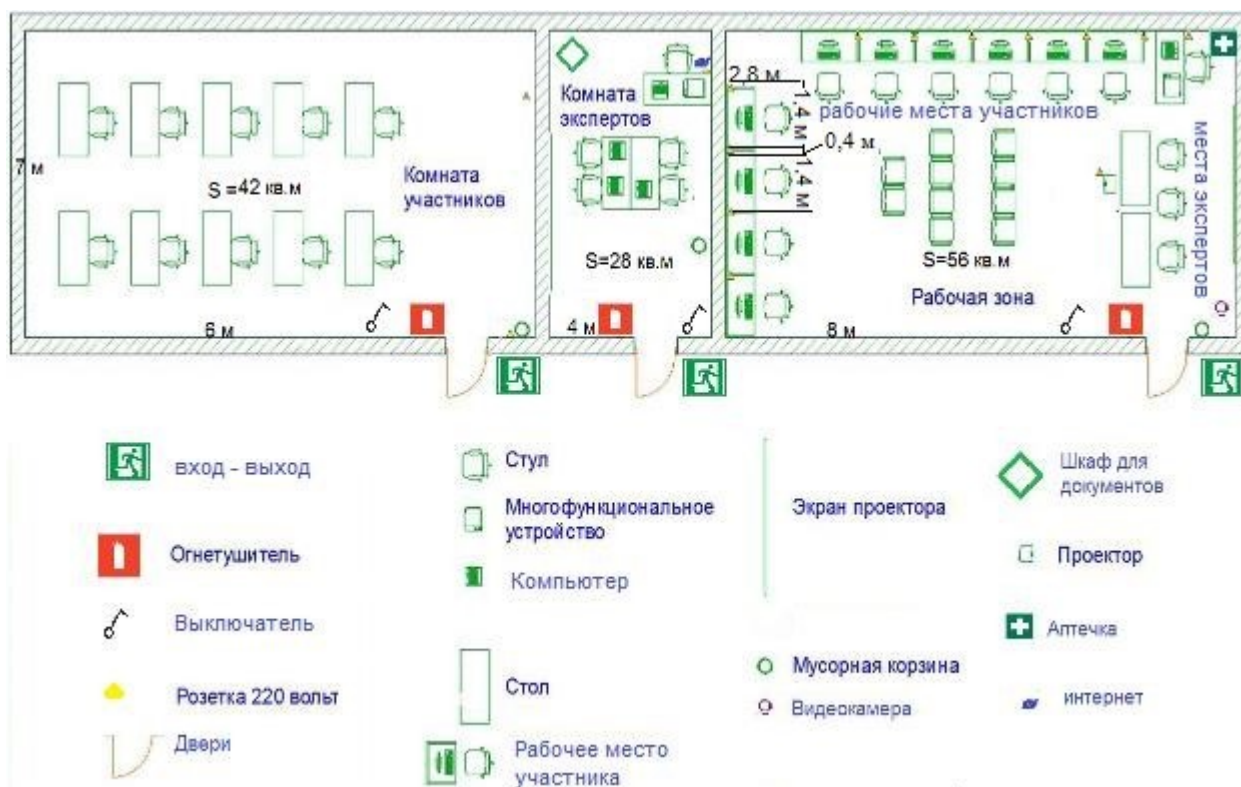 7 м
S =42 кв.м
Комната
участников
6 м
Комната
экспертов
S=28 кв.м
4 м
2,8 м
1,4 м
0,4 м
1,4 м
рабочие места участников
места экспертов
S=56 кв.м
Рабочая зона
8 м
вход - выход
Огнетушитель
Выключатель
Розетка 220 вольт
Двери
Стул
Многофункциональное
устройство
Компьютер
Стол
Рабочее место
участника
Экран проектора
Мусорная корзина
Видеокамера
Шкаф для
документов
Проектор
Аптечка
интернет